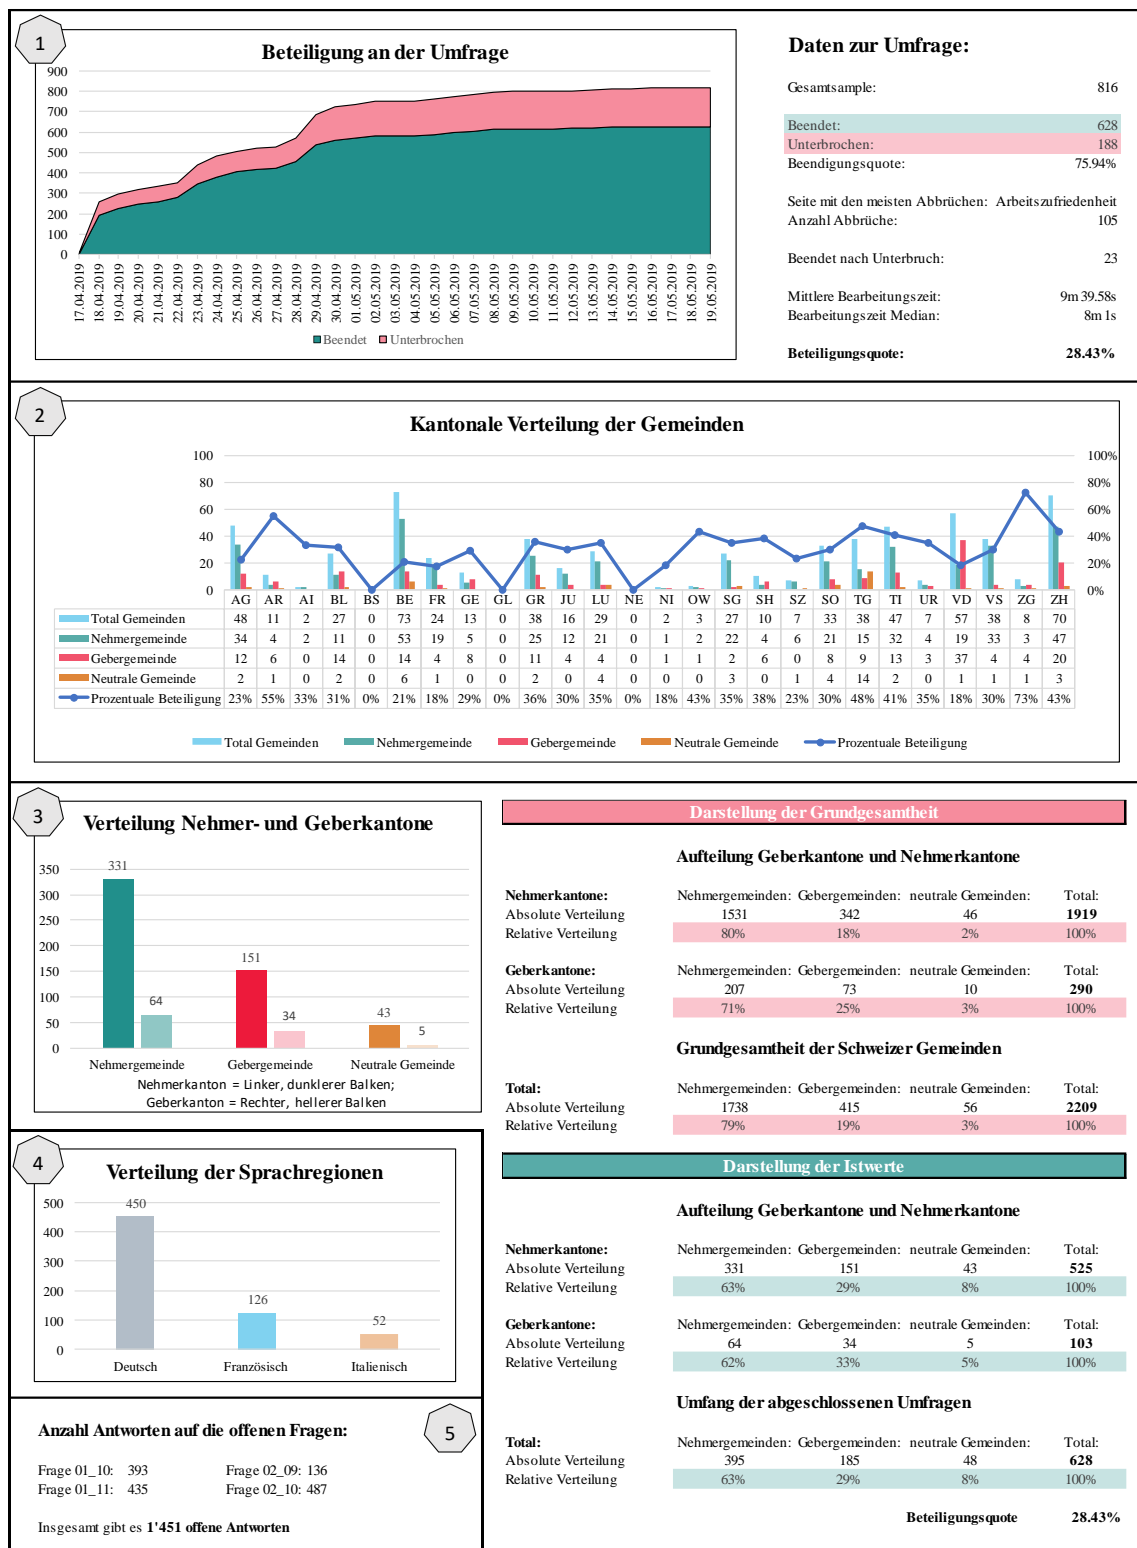 1
Beteiligung an der Umfrage
900
800
700
600
500
400
300
200
100
0
17.04.2019
18.04.2019
19.04.2019
20.04.2019
21.04.2019
22.04.2019
23.04.2019
24.04.2019
25.04.2019
26.04.2019
27.04.2019
28.04.2019
29.04.2019
30.04.2019
01.05.2019
02.05.2019
03.05.2019
04.05.2019
05.05.2019
06.05.2019
07.05.2019
08.05.2019
09.05.2019
10.05.2019
11.05.2019
12.05.2019
13.05.2019
14.05.2019
15.05.2019
16.05.2019
17.05.2019
18.05.2019
19.05.2019
Beendet Unterbrochen
Daten zur Umfrage:
Gesamtsample: 816
Beendet: 628
Unterbrochen: 188
Beendigungsquote: 75.94%
Seite mit den meisten Abbrüchen: Arbeitszufriedenheit
Anzahl Abbrüche: 105
Beendet nach Unterbruch: 23
Mittlere Bearbeitungszeit: 9m 39.58s
Bearbeitungszeit Median: 8m 1s
Beteiligungsquote: 28.43%
2
Kantonale Verteilung der Gemeinden
100 100%
80 80%
60 60%
40 40%
20 20%
0 0%
AG AR AI BL BS BE FR GE GL GR JU LU NE NI OW SG SH SZ SO TG TI UR VD VS ZG ZH
Total Gemeinden 48 11 2 27 0 73 24 13 0 38 16 29 0 2 3 27 10 7 33 38 47 7 57 38 8 70
Nehmergemeinde 34 4 2 11 0 53 19 5 0 25 12 21 0 1 2 22 4 6 21 15 32 4 19 33 3 47
Gebergemeinde 12 6 0 14 0 14 4 8 0 11 4 4 0 1 1 2 6 0 8 9 13 3 37 4 4 20
Neutrale Gemeinde 2 1 0 2 0 6 1 0 0 2 0 4 0 0 0 3 0 1 4 14 2 0 1 1 1 3
Prozentuale Beteiligung 23% 55% 33% 31% 0% 21% 18% 29% 0% 36% 30% 35% 0% 18% 43% 35% 38% 23% 30% 48% 41% 35% 18% 30% 73% 43%
Total Gemeinden Nehmergemeinde Gebergemeinde Neutrale Gemeinde Prozentuale Beteiligung
3
Verteilung Nehmer- und Geberkantone
350
300
250
200
150
100
50
0
331
64
151
34
43
5
Nehmergemeinde Gebergemeinde Neutrale Gemeinde
Nehmerkanton = Linker, dunklerer Balken;
Geberkanton = Rechter, hellerer Balken
Darstellung der Grundgesamtheit
Aufteilung Geberkantone und Nehmerkantone
Nehmerkantone: Nehmergemeinden: Gebergemeinden: neutrale Gemeinden: Total:
Absolute Verteilung 1531 342 46 1919
Relative Verteilung 80% 18% 2% 100%
Geberkantone: Nehmergemeinden: Gebergemeinden: neutrale Gemeinden: Total:
Absolute Verteilung 207 73 10 290
Relative Verteilung 71% 25% 3% 100%
Grundgesamtheit der Schweizer Gemeinden
Total: Nehmergemeinden: Gebergemeinden: neutrale Gemeinden: Total:
Absolute Verteilung 1738 415 56 2209
Relative Verteilung 79% 19% 3% 100%
4
Verteilung der Sprachregionen
500
400
300
200
100
0
450
126
52
Deutsch Französisch Italienisch
Darstellung der Istwerte
Aufteilung Geberkantone und Nehmerkantone
Nehmerkantone: Nehmergemeinden: Gebergemeinden: neutrale Gemeinden: Total:
Absolute Verteilung 331 151 43 525
Relative Verteilung 63% 29% 8% 100%
Geberkantone: Nehmergemeinden: Gebergemeinden: neutrale Gemeinden: Total:
Absolute Verteilung 64 34 5 103
Relative Verteilung 62% 33% 5% 100%
Umfang der abgeschlossenen Umfragen
Total: Nehmergemeinden: Gebergemeinden: neutrale Gemeinden: Total:
Absolute Verteilung 395 185 48 628
Relative Verteilung 63% 29% 8% 100%
Beteiligungsquote 28.43%
5
Anzahl Antworten auf die offenen Fragen:
Frage 01_10: 393 Frage 02_09: 136
Frage 01_11: 435 Frage 02_10: 487
Insgesamt gibt es 1'451 offene Antworten